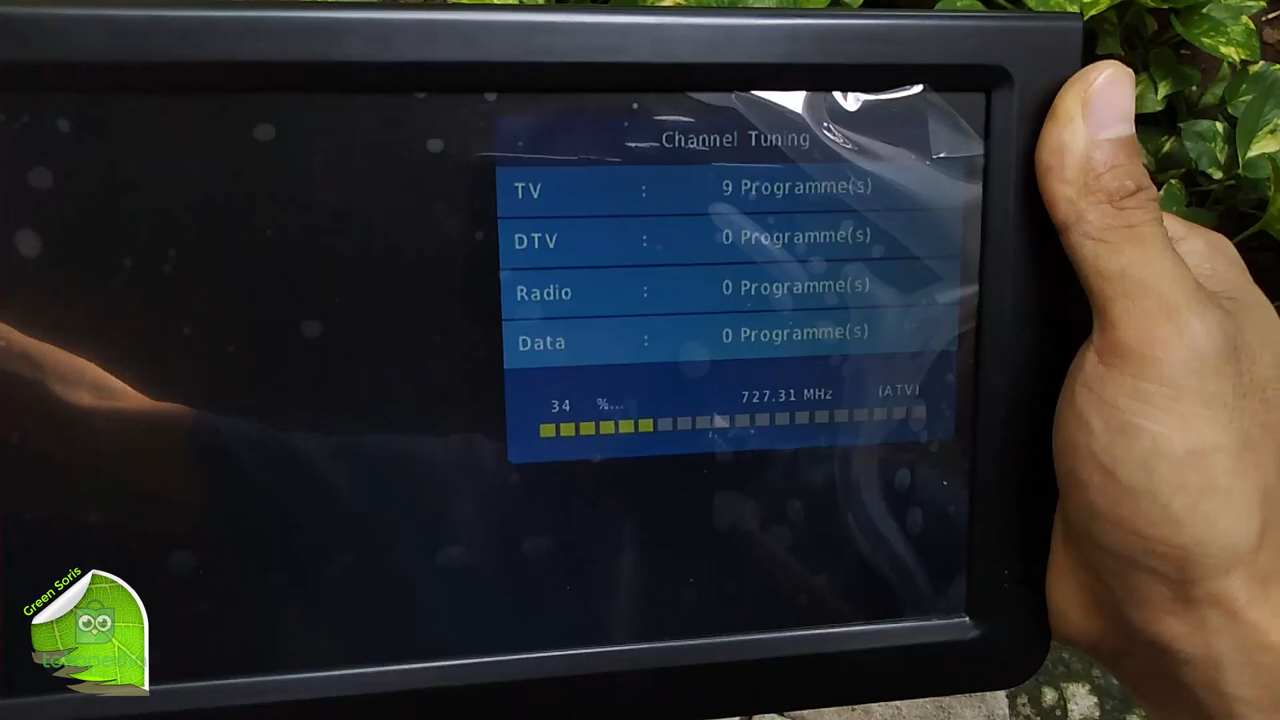 Channel Tuning
TV : 9 Programme(s)
DTV : 0 Programme(s)
Radio : 0 Programme(s)
Data : 0 Programme(s)
34 %... 727.31 MHz (ATV)
Green Soris
tokopedia